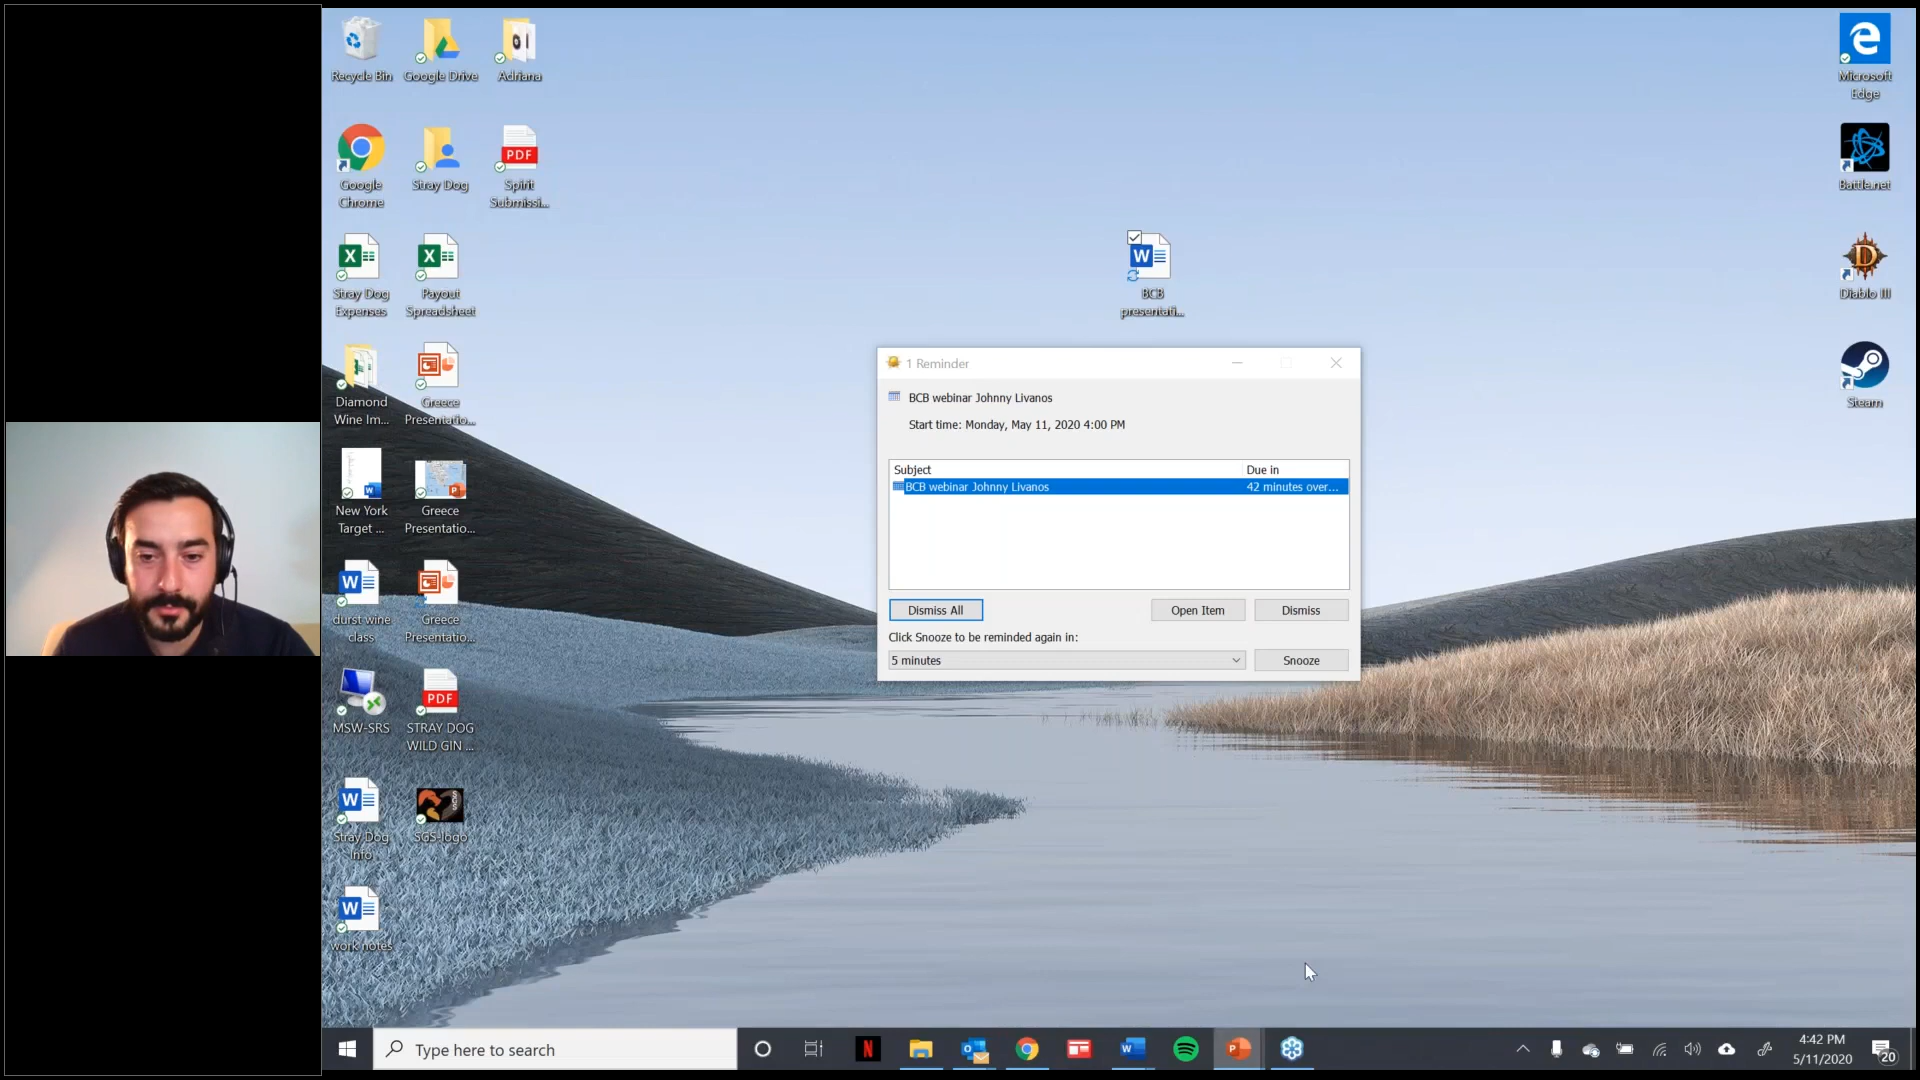 Recycle Bin
Google Drive
Adriana
Google
Chrome
Stray Dog
PDF
Spirit
Submissi...
Stray Dog
Expenses
Payout
Spreadsheet
Diamond
Wine Im...
Greece
Presentatio...
New York
Target ...
Greece
Presentatio...
durst wine
class
Greece
Presentatio...
MSW-SRS
PDF
STRAY DOG
WILD GIN ...
Stray Dog
Info
SGS-logo
work notes
BCB
presentati...
Microsoft
Edge
Battle.net
Diablo III
Steam
1 Reminder
BCB webinar Johnny Livanos
Start time: Monday, May 11, 2020 4:00 PM
Subject
Due in
BCB webinar Johnny Livanos
42 minutes over...
Dismiss All
Open Item
Dismiss
Click Snooze to be reminded again in:
5 minutes
Snooze
Type here to search
4:42 PM
5/11/2020
20